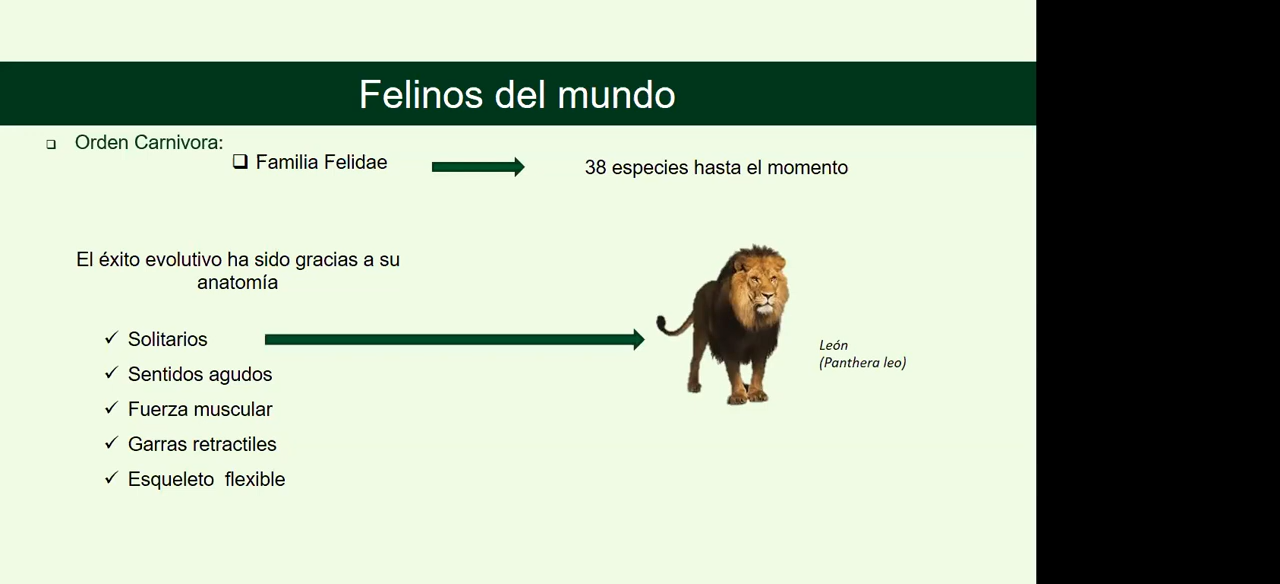 Felinos del mundo
Orden Carnivora:
Familia Felidae
38 especies hasta el momento
El éxito evolutivo ha sido gracias a su
anatomía
Solitarios
Sentidos agudos
Fuerza muscular
Garras retractiles
Esqueleto flexible
León
(Panthera leo)